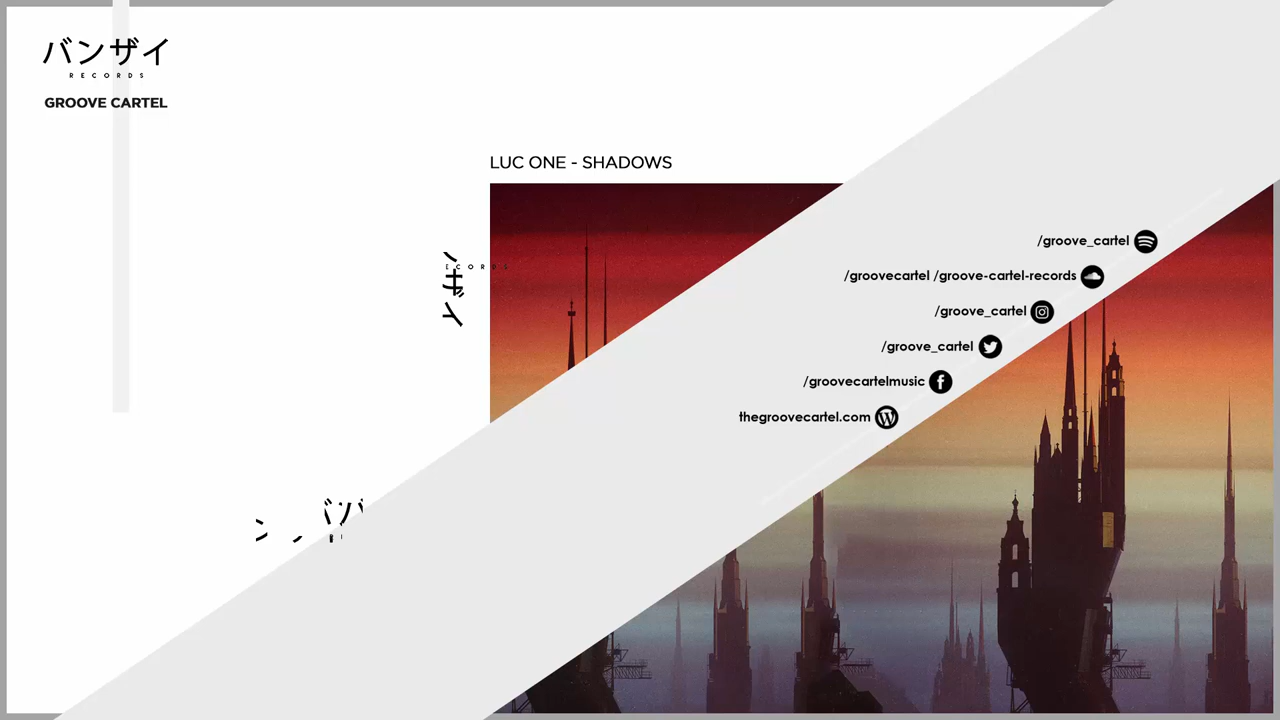 バンザイ
RECORDS
GROOVE CARTEL
LUC ONE - SHADOWS
/groove_cartel
/groovecartel /groove-cartel-records
/groove_cartel
/groove_cartel
/groovecartelmusic
thegroovecartel.com